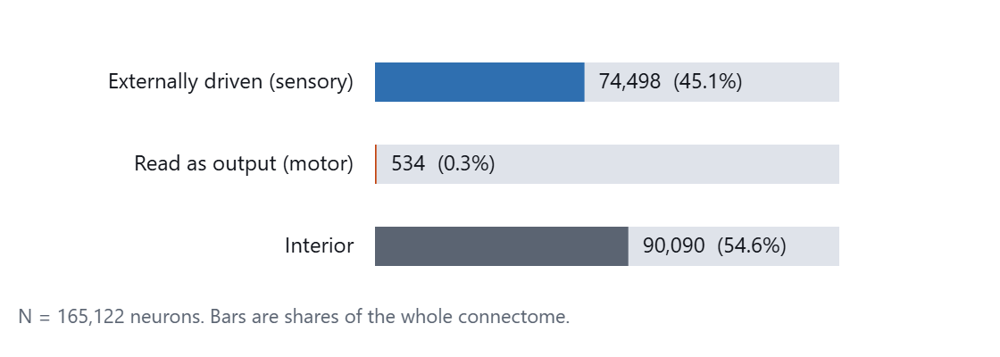 Externally driven (sensory) 74,498 (45.1%)
Read as output (motor) 534 (0.3%)
Interior 90,090 (54.6%)
N = 165,122 neurons. Bars are shares of the whole connectome.